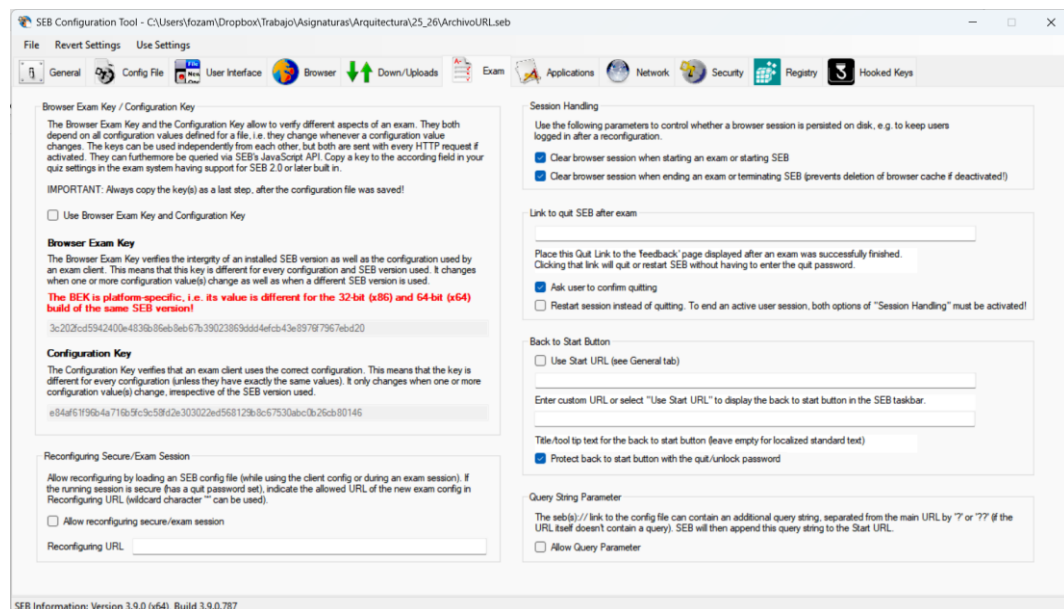 SEB Configuration Tool - C:\Users\fozam\Dropbox\Trabajo\Asignaturas\Arquitectura\25_26\ArchivoURL.seb
File Revert Settings Use Settings
General Config File User Interface Browser Down/Uploads Exam Applications Network Security Registry Hooked Keys
Browser Exam Key / Configuration Key
The Browser Exam Key and the Configuration Key allow to verify different aspects of an exam. They both
depend on all configuration values defined for a file, i.e. they change whenever a configuration value
changes. The keys can be used independently from each other, but both are sent with every HTTP request if
activated. They can furthermore be queried via SEB's JavaScript API. Copy a key to the according field in your
quiz settings in the exam system having support for SEB 2.0 or later built in.
IMPORTANT: Always copy the key(s) as a last step, after the configuration file was saved!
Use Browser Exam Key and Configuration Key
Browser Exam Key
The Browser Exam Key verifies the intergrity of an installed SEB version as well as the configuration used by
an exam client. This means that this key is different for every configuration and SEB version used. It changes
when one or more configuration value(s) change as well as when a different SEB version is used.
The BEK is platform-specific, i.e. its value is different for the 32-bit (x86) and 64-bit (x64)
build of the same SEB version!
3c202fcd5942400e4836b86eb8eb67b39023869ddd4efcb43e8976f7967ebd20
Configuration Key
The Configuration Key verifies that an exam client uses the correct configuration. This means that the key is
different for every configuration (unless they have exactly the same values). It only changes when one or more
configuration value(s) change, irrespective of the SEB version used.
e84af61f96b4a716b5fc9c58fd2e303022ed568129b8c67530abc0b26cb80146
Reconfiguring Secure/Exam Session
Allow reconfiguring by loading an SEB config file (while using the client config or during an exam session). If
the running session is secure (has a quit password set), indicate the allowed URL of the new exam config in
Reconfiguring URL (wildcard character '*' can be used).
Allow reconfiguring secure/exam session
Reconfiguring URL
Session Handling
Use the following parameters to control whether a browser session is persisted on disk, e.g. to keep users
logged in after a reconfiguration.
Clear browser session when starting an exam or starting SEB
Clear browser session when ending an exam or terminating SEB (prevents deletion of browser cache if deactivated!)
Link to quit SEB after exam
Place this Quit Link to the 'feedback' page displayed after an exam was successfully finished.
Clicking that link will quit or restart SEB without having to enter the quit password.
Ask user to confirm quitting
Restart session instead of quitting. To end an active user session, both options of "Session Handling" must be activated!
Back to Start Button
Use Start URL (see General tab)
Enter custom URL or select "Use Start URL" to display the back to start button in the SEB taskbar.
Title/tool tip text for the back to start button (leave empty for localized standard text)
Protect back to start button with the quit/unlock password
Query String Parameter
The seb(s):// link to the config file can contain an additional query string, separated from the main URL by '?' or '??' (if the
URL itself doesn't contain a query). SEB will then append this query string to the Start URL.
Allow Query Parameter
SEB Information: Version 3.9.0 (x64), Build 3.9.0.787